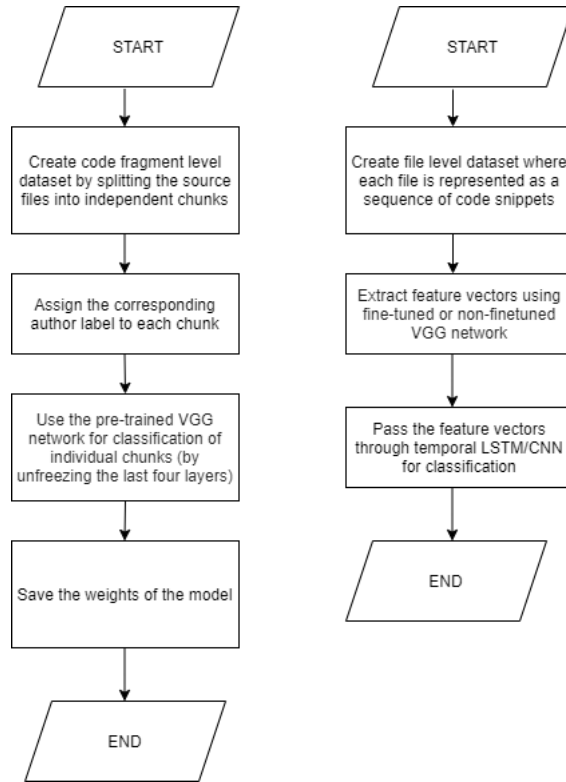 START
Create code fragment level
dataset by splitting the source
files into independent chunks
Assign the corresponding
author label to each chunk
Use the pre-trained VGG
network for classification of
individual chunks (by
unfreezing the last four layers)
Save the weights of the model
END
START
Create file level dataset where
each file is represented as a
sequence of code snippets
Extract feature vectors using
fine-tuned or non-finetuned
VGG network
Pass the feature vectors
through temporal LSTM/CNN
for classification
END